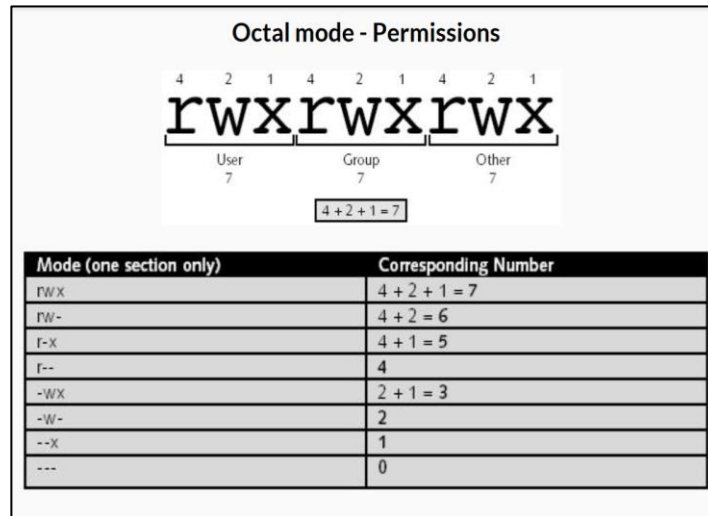 Octal mode - Permissions
4 2 1 4 2 1 4 2 1
rwxrwxrwx
User Group Other
7 7 7
4 + 2 + 1 = 7
Mode (one section only) Corresponding Number
rwx 4 + 2 + 1 = 7
rw- 4 + 2 = 6
r-x 4 + 1 = 5
r-- 4
-wx 2 + 1 = 3
-w- 2
--x 1
--- 0